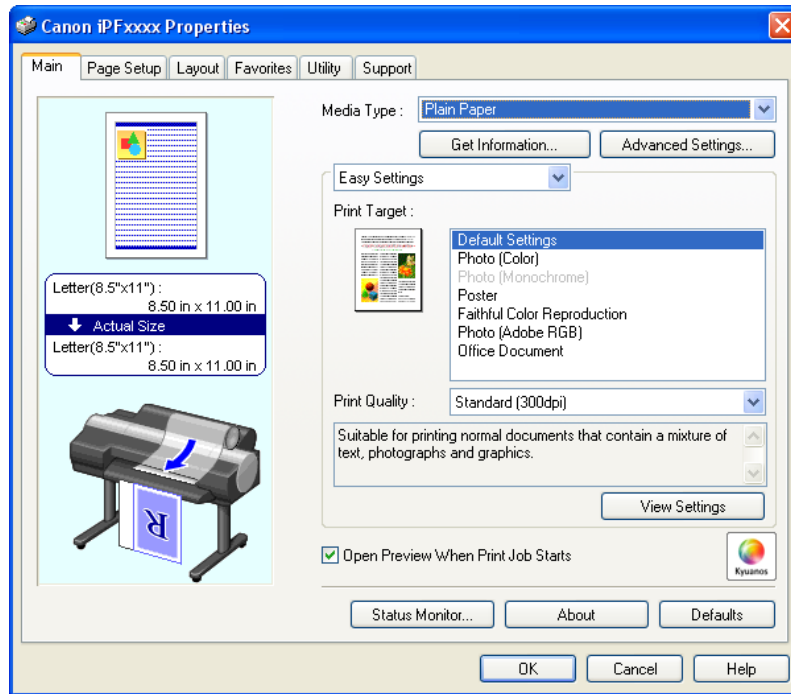 Canon iPFxxxx Properties
Main Page Setup Layout Favorites Utility Support
Media Type : Plain Paper
Get Information... Advanced Settings...
Easy Settings
Print Target :
Default Settings
Photo (Color)
Photo (Monochrome)
Poster
Faithful Color Reproduction
Photo (Adobe RGB)
Office Document
Letter(8.5"x11") :
8.50 in x 11.00 in
Actual Size
Letter(8.5"x11") :
8.50 in x 11.00 in
R
Print Quality : Standard (300dpi)
Suitable for printing normal documents that contain a mixture of
text, photographs and graphics.
View Settings
Open Preview When Print Job Starts
Kyuanos
Status Monitor... About Defaults
OK Cancel Help